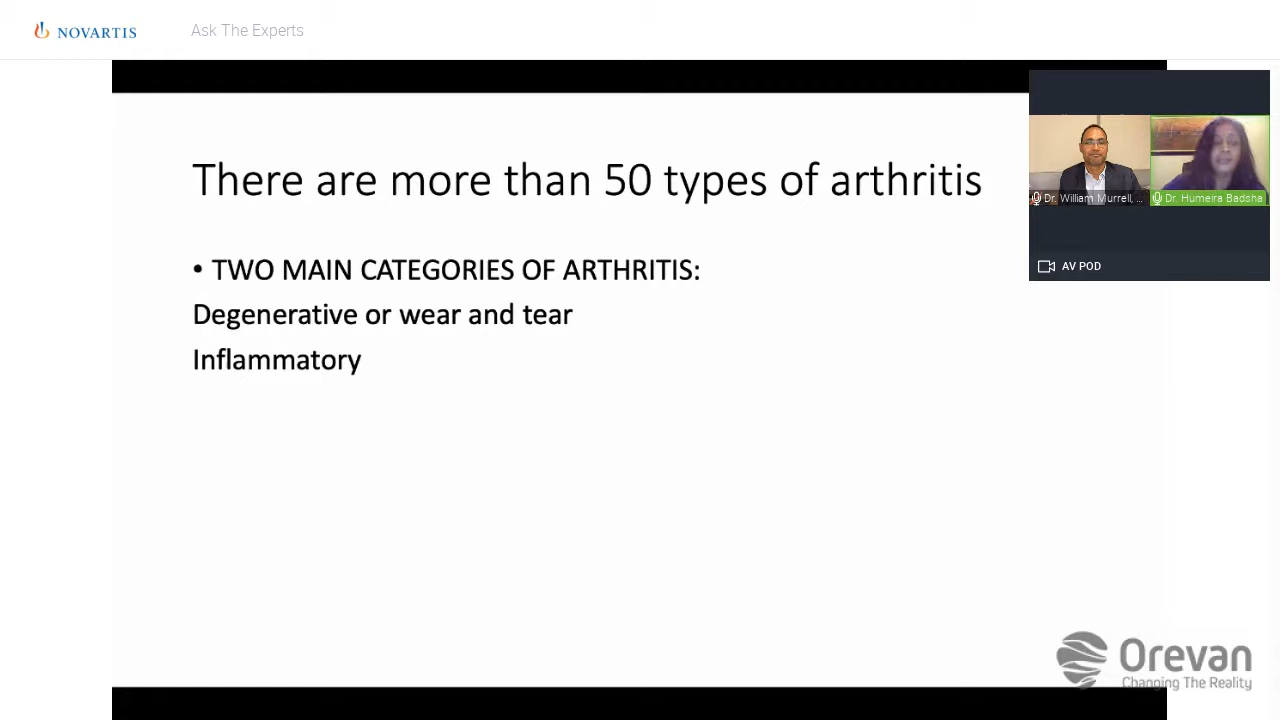 NOVARTIS
Ask The Experts
There are more than 50 types of arthritis
• TWO MAIN CATEGORIES OF ARTHRITIS:
Degenerative or wear and tear
Inflammatory
Dr. William Murrell, ...
Dr. Humeira Badsha
AV POD
Orevan
Changing The Reality